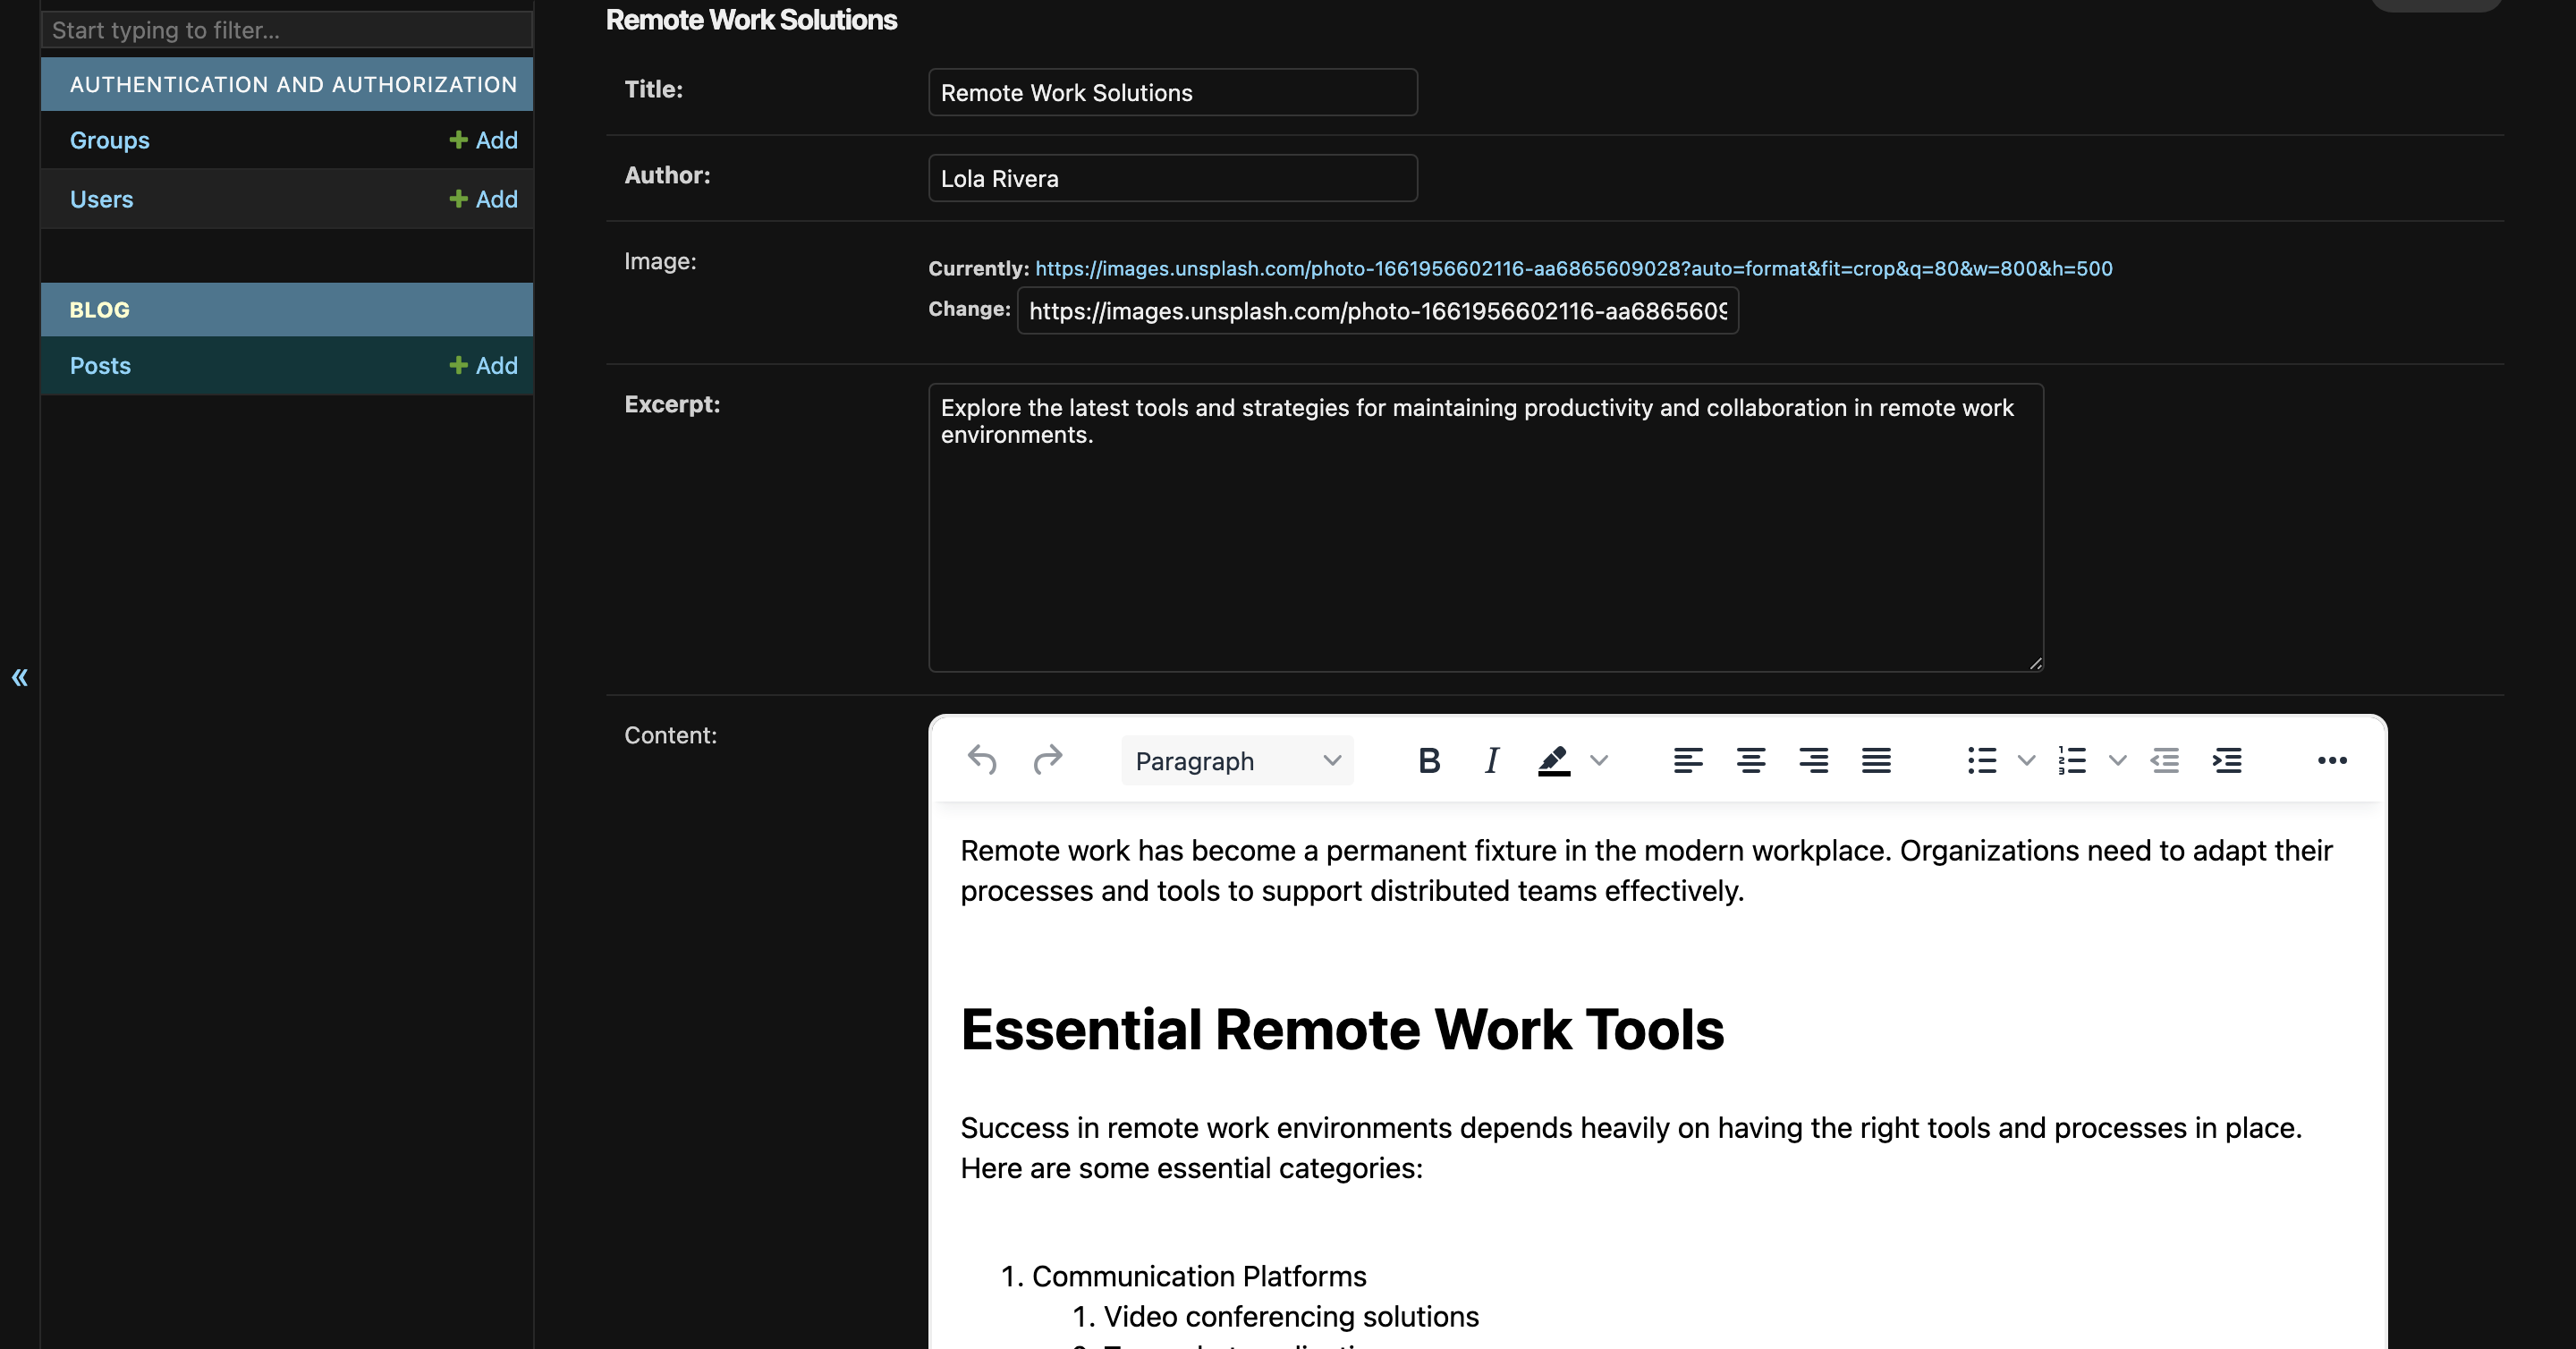 Start typing to filter...
AUTHENTICATION AND AUTHORIZATION
Groups
Add
Users
Add
BLOG
Posts
Add
«
Remote Work Solutions
Title:
Remote Work Solutions
Author:
Lola Rivera
Image:
Currently: https://images.unsplash.com/photo-1661956602116-aa6865609028?auto=format&fit=crop&q=80&w=800&h=500
Change: https://images.unsplash.com/photo-1661956602116-aa6865609
Excerpt:
Explore the latest tools and strategies for maintaining productivity and collaboration in remote work
environments.
Content:
Paragraph
B I
Remote work has become a permanent fixture in the modern workplace. Organizations need to adapt their
processes and tools to support distributed teams effectively.
Essential Remote Work Tools
Success in remote work environments depends heavily on having the right tools and processes in place.
Here are some essential categories:
1. Communication Platforms
1. Video conferencing solutions